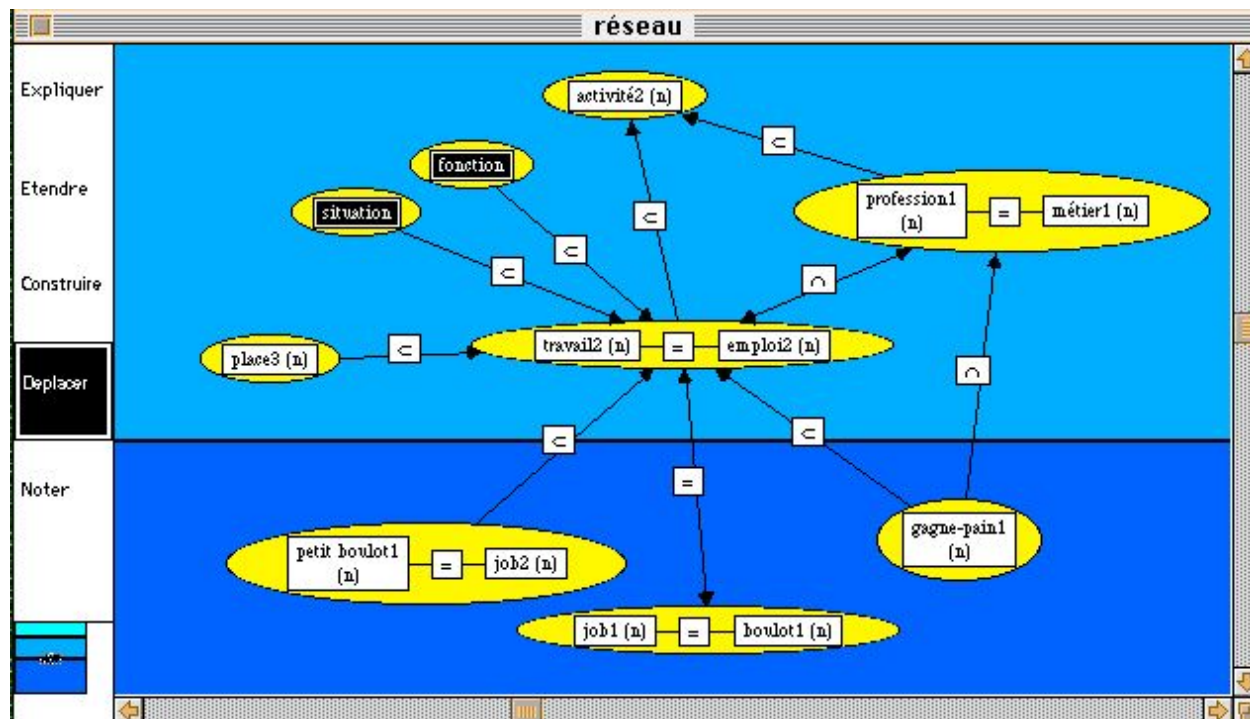 réseau
Expliquer
Etendre
Construire
Deplacer
Noter
activité2 (n)
⊂
fonction
profession1
(n)
=
métier1 (n)
situation
⊂
⊂
⊂
∩
place3 (n)
⊂
travail2 (n)
=
emploi2 (n)
∩
⊂
⊂
=
gagne-pain1
(n)
petit boulot1
(n)
=
job2 (n)
job1 (n)
=
boulot1 (n)